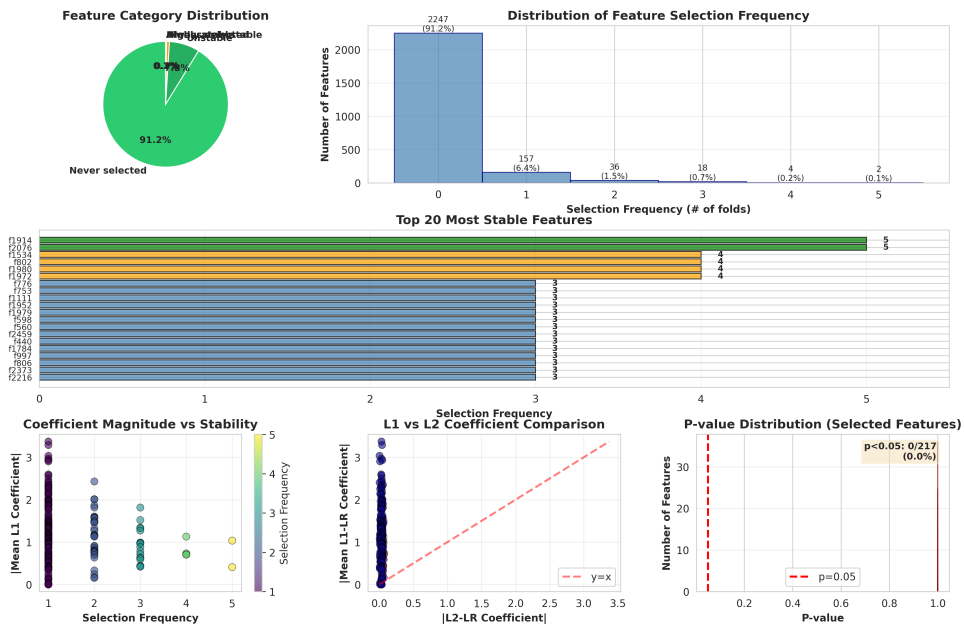 Feature Category Distribution
Unstable
91.2%
Never selected
Distribution of Feature Selection Frequency
Number of Features
2000
1500
1000
500
0
2247
(91.2%)
157
(6.4%)
36
(1.5%)
18
(0.7%)
4
(0.2%)
2
(0.1%)
0 1 2 3 4 5
Selection Frequency (# of folds)
Top 20 Most Stable Features
f1914 5
f2076 5
f1534 4
f802 4
f1980 4
f1972 4
f776 3
f753 3
f1111 3
f1952 3
f1979 3
f598 3
f560 3
f2459 3
f440 3
f1784 3
f997 3
f806 3
f2373 3
f2216 3
0 1 2 3 4 5
Selection Frequency
Coefficient Magnitude vs Stability
|Mean L1 Coefficient|
3
2
1
0
1 2 3 4 5
Selection Frequency
5
4
3
2
1
Selection Frequency
L1 vs L2 Coefficient Comparison
|Mean L1-LR Coefficient|
3
2
1
0
y=x
0.0 0.5 1.0 1.5 2.0 2.5 3.0 3.5
|L2-LR Coefficient|
P-value Distribution (Selected Features)
Number of Features
30
20
10
0
p<0.05: 0/217
(0.0%)
p=0.05
0.2 0.4 0.6 0.8 1.0
P-value